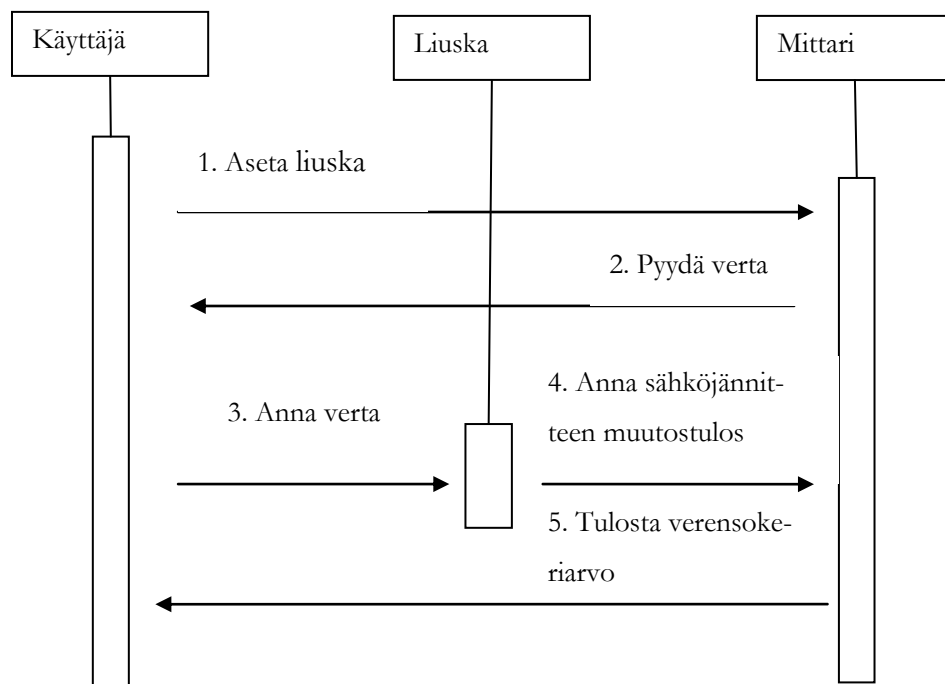 Käyttäjä
Liuska
Mittari
1. Aseta liuska
2. Pyydä verta
3. Anna verta
4. Anna sähköjännit-
teen muutostulos
5. Tulosta verensoke-
riarvo